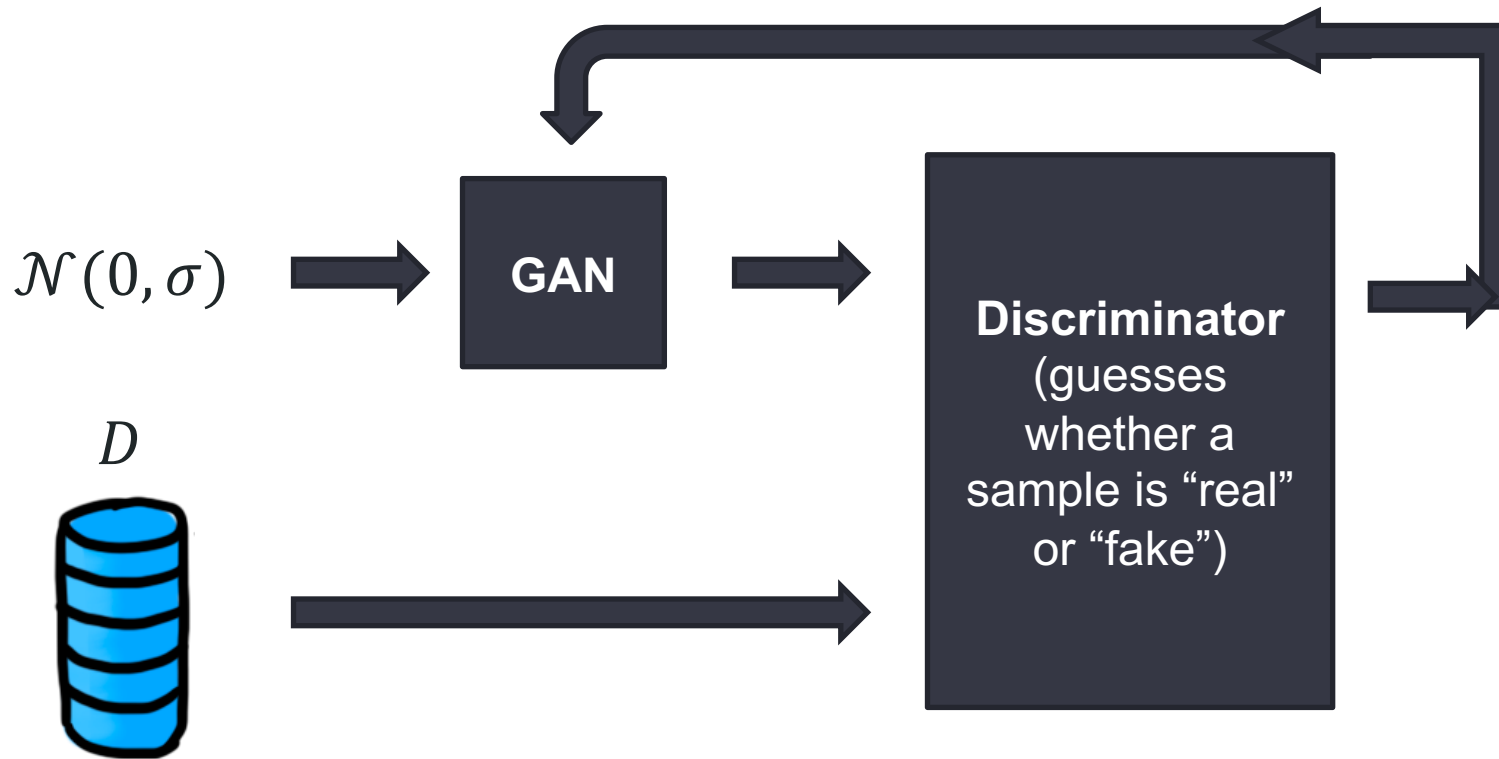 𝒩(0, σ)
GAN
D
Discriminator
(guesses
whether a
sample is “real”
or “fake”)